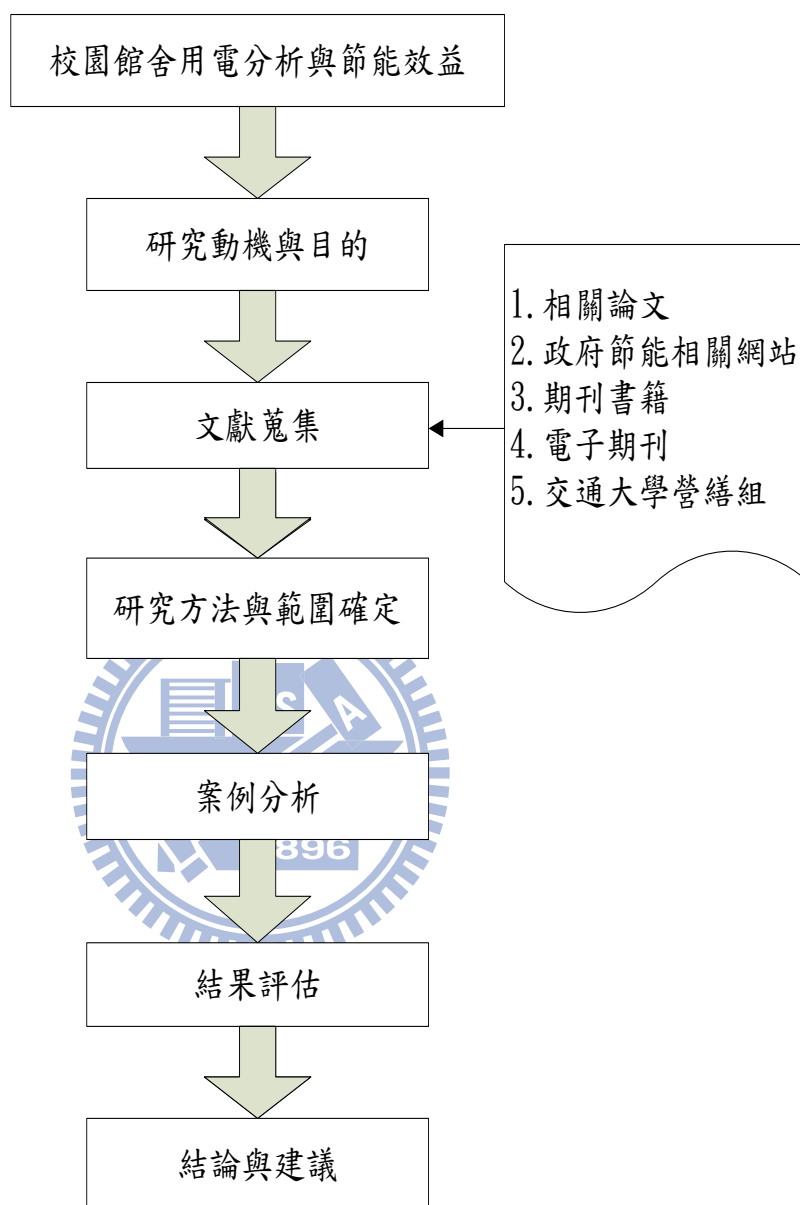 校園館舍用電分析與節能效益
研究動機與目的
文獻蒐集
1.相關論文
2.政府節能相關網站
3.期刊書籍
4.電子期刊
5.交通大學營繕組
研究方法與範圍確定
S A
案例分析
896
結果評估
結論與建議